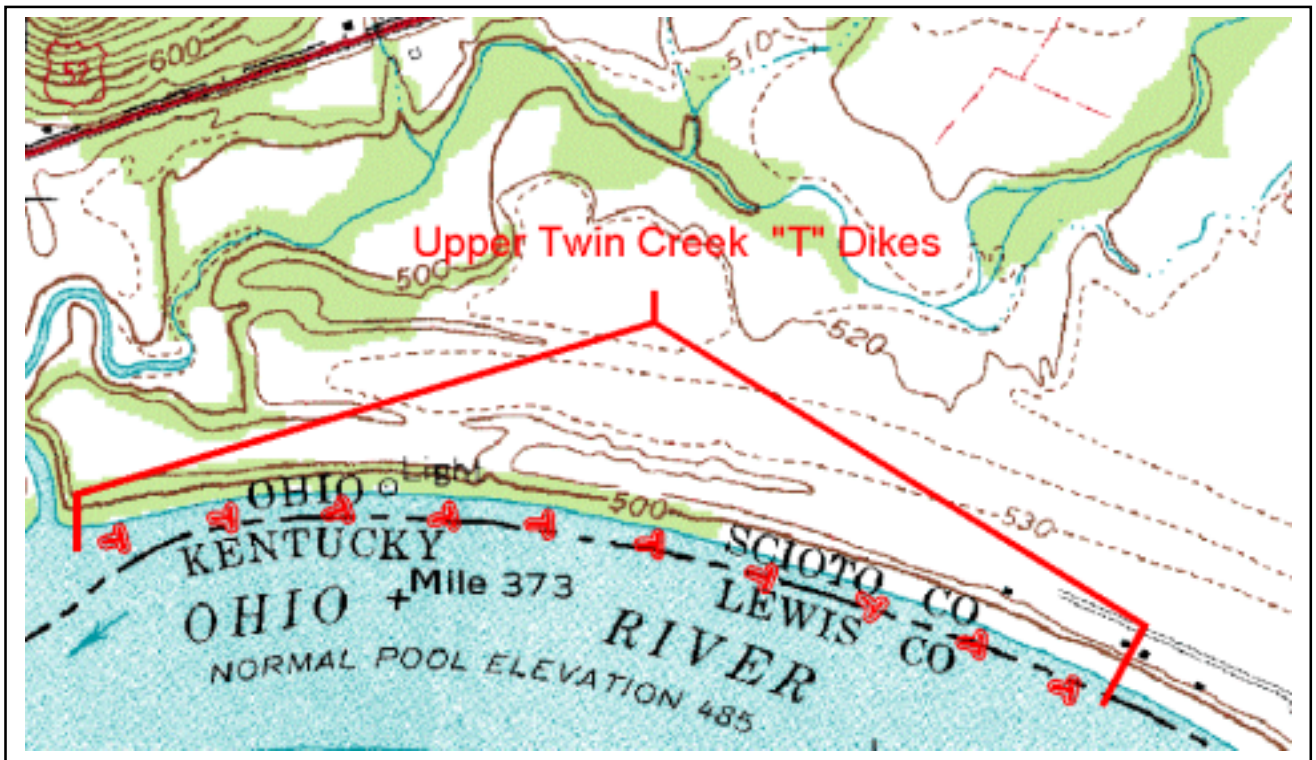 52
600
510
Upper Twin Creek "T" Dikes
500
520
Light
OHIO
500
530
KENTUCKY
SCIOTO CO
Mile 373
LEWIS CO
OHIO RIVER
NORMAL POOL ELEVATION 485